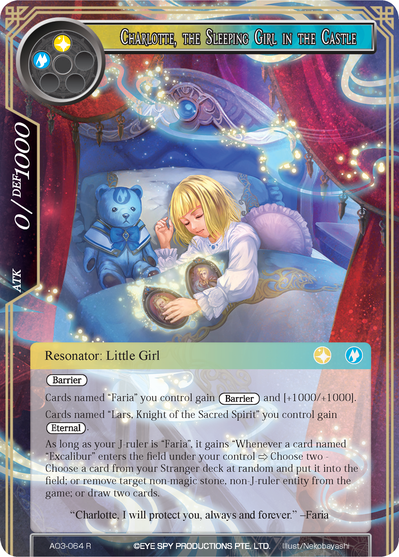 Charlotte, the Sleeping Girl in the Castle
ATK 0/DEF 1000
Resonator: Little Girl
Barrier
Cards named "Faria" you control gain Barrier and [+1000/+1000].
Cards named "Lars, Knight of the Sacred Spirit" you control gain
Eternal.
As long as your J-ruler is "Faria", it gains "Whenever a card named
"Excalibur" enters the field under your control ⇨ Choose two -
Choose a card from your Stranger deck at random and put it into the
field; or remove target non-magic stone, non-J-ruler entity from the
game; or draw two cards.
"Charlotte, I will protect you, always and forever." –Faria
A03-064 R ©EYE SPY PRODUCTIONS PTE. LTD. Illust/Nekobayashi